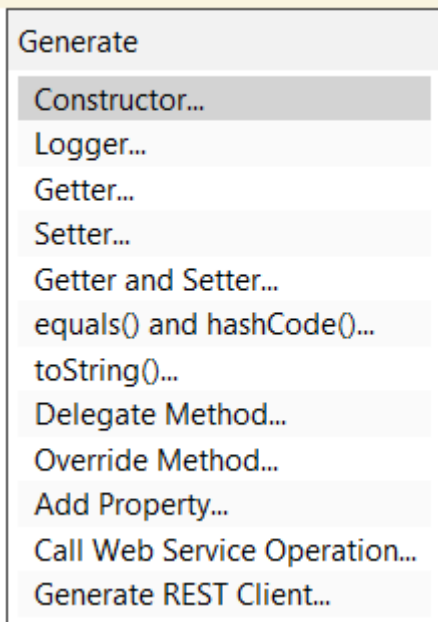 Generate
Constructor...
Logger...
Getter...
Setter...
Getter and Setter...
equals() and hashCode()...
toString()...
Delegate Method...
Override Method...
Add Property...
Call Web Service Operation...
Generate REST Client...